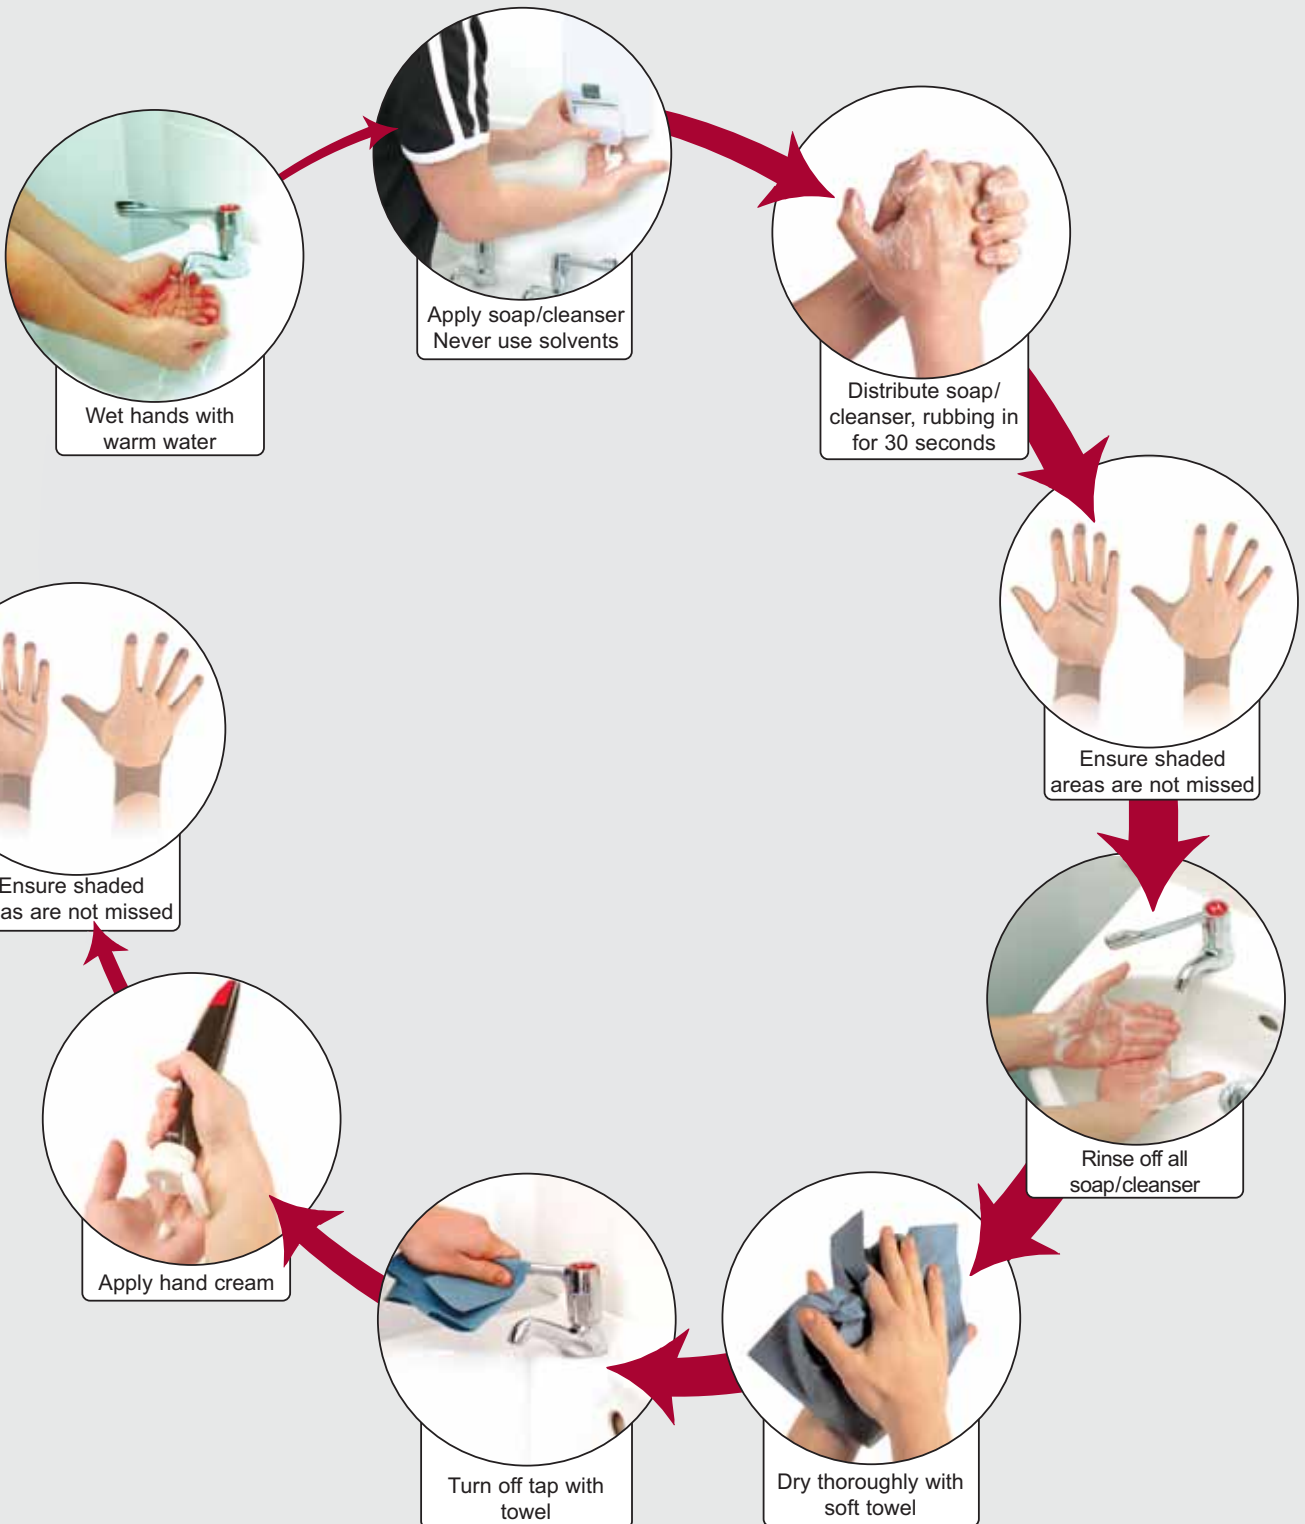 Wet hands with
warm water
Apply soap/cleanser
Never use solvents
Distribute soap/
cleanser, rubbing in
for 30 seconds
Ensure shaded
areas are not missed
Rinse off all
soap/cleanser
Dry thoroughly with
soft towel
Turn off tap with
towel
Apply hand cream
Ensure shaded
as are not missed